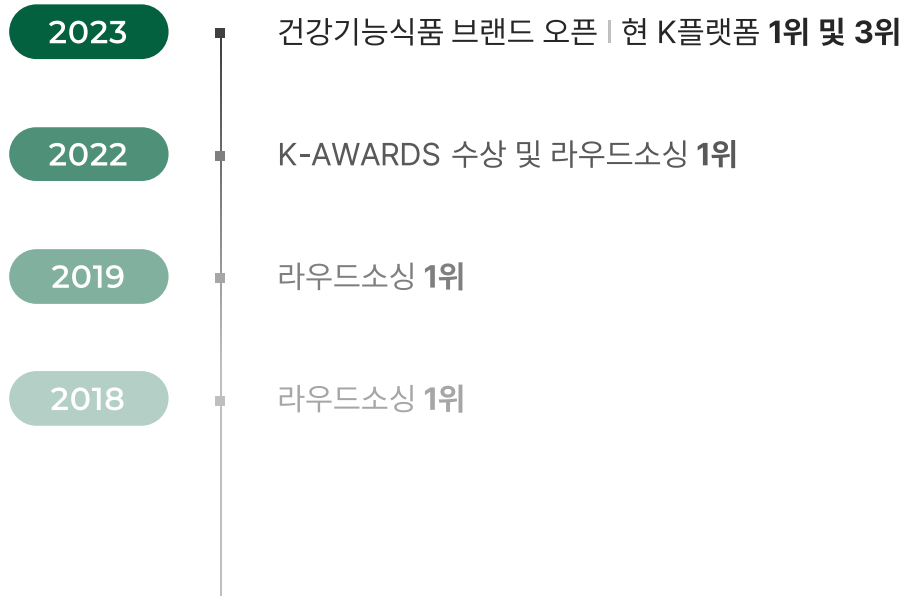 2023 건강기능식품 브랜드 오픈 | 현 K플랫폼 1위 및 3위
2022 K-AWARDS 수상 및 라우드소싱 1위
2019 라우드소싱 1위
2018 라우드소싱 1위